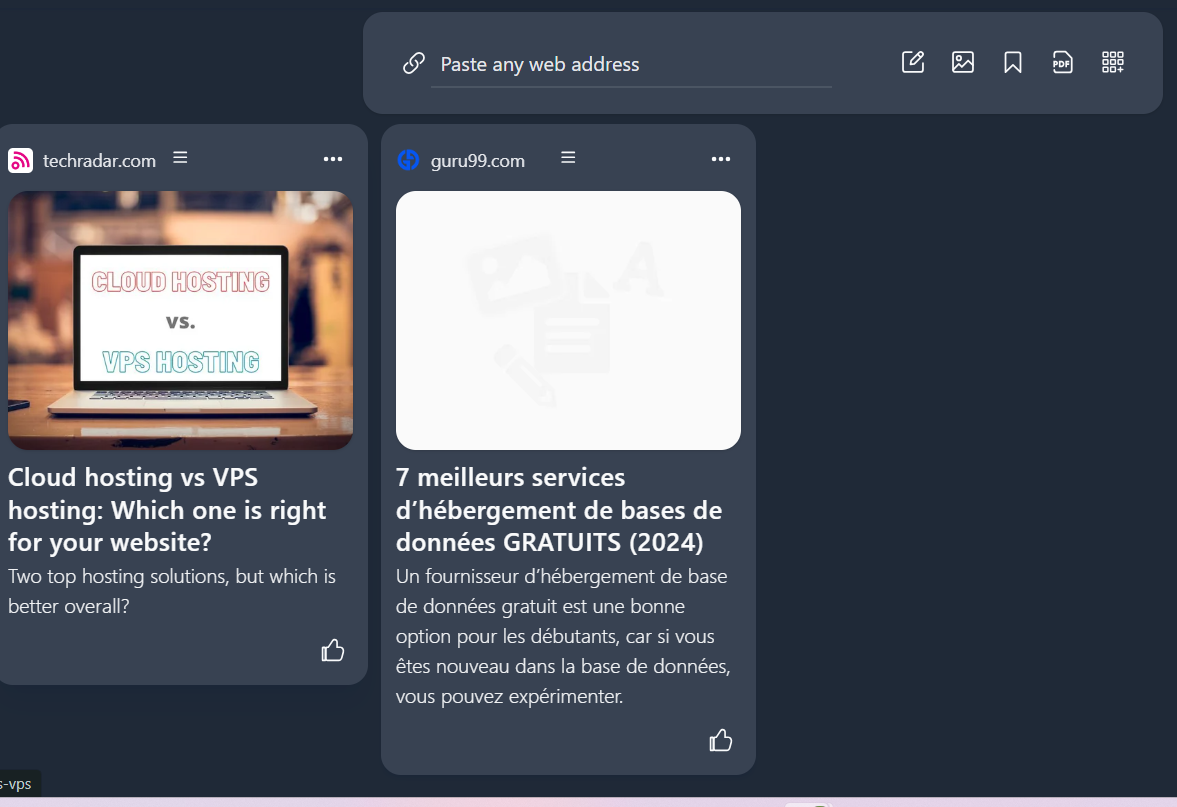 Paste any web address
PDF
techradar.com
CLOUD HOSTING
vs.
VPS HOSTING
Cloud hosting vs VPS
hosting: Which one is right
for your website?
Two top hosting solutions, but which is
better overall?
guru99.com
A
7 meilleurs services
d’hébergement de bases de
données GRATUITS (2024)
Un fournisseur d’hébergement de base
de données gratuit est une bonne
option pour les débutants, car si vous
êtes nouveau dans la base de données,
vous pouvez expérimenter.
s-vps